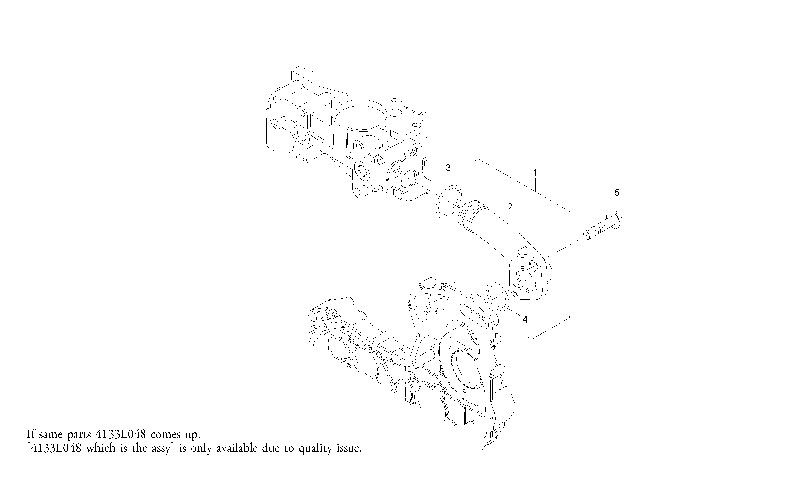 1
3
5
2
4
If same parts 4133L048 comes up.
[4133L048 which is the assy] is only available due to quality issue.